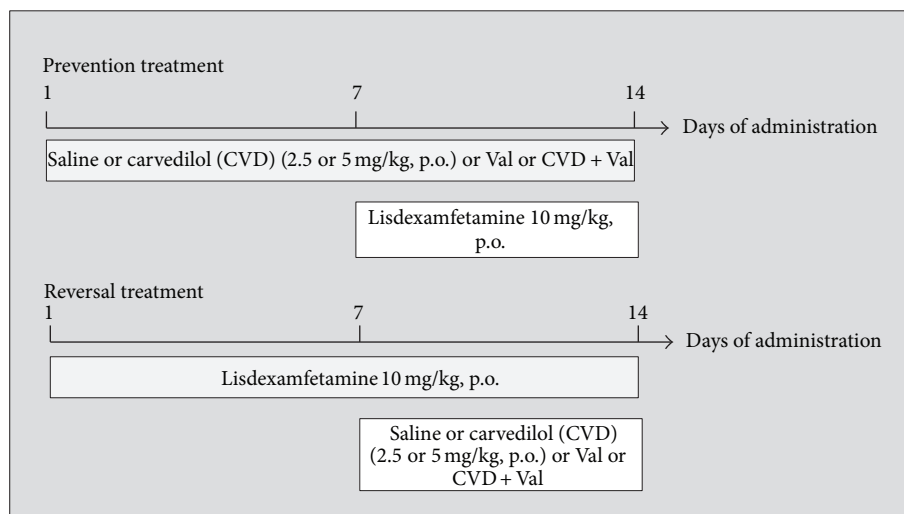 Prevention treatment
1 7 14
Days of administration
Saline or carvedilol (CVD) (2.5 or 5 mg/kg, p.o.) or Val or CVD + Val
Lisdexamfetamine 10 mg/kg,
p.o.
Reversal treatment
1 7 14
Days of administration
Lisdexamfetamine 10 mg/kg, p.o.
Saline or carvedilol (CVD)
(2.5 or 5 mg/kg, p.o.) or Val or
CVD + Val